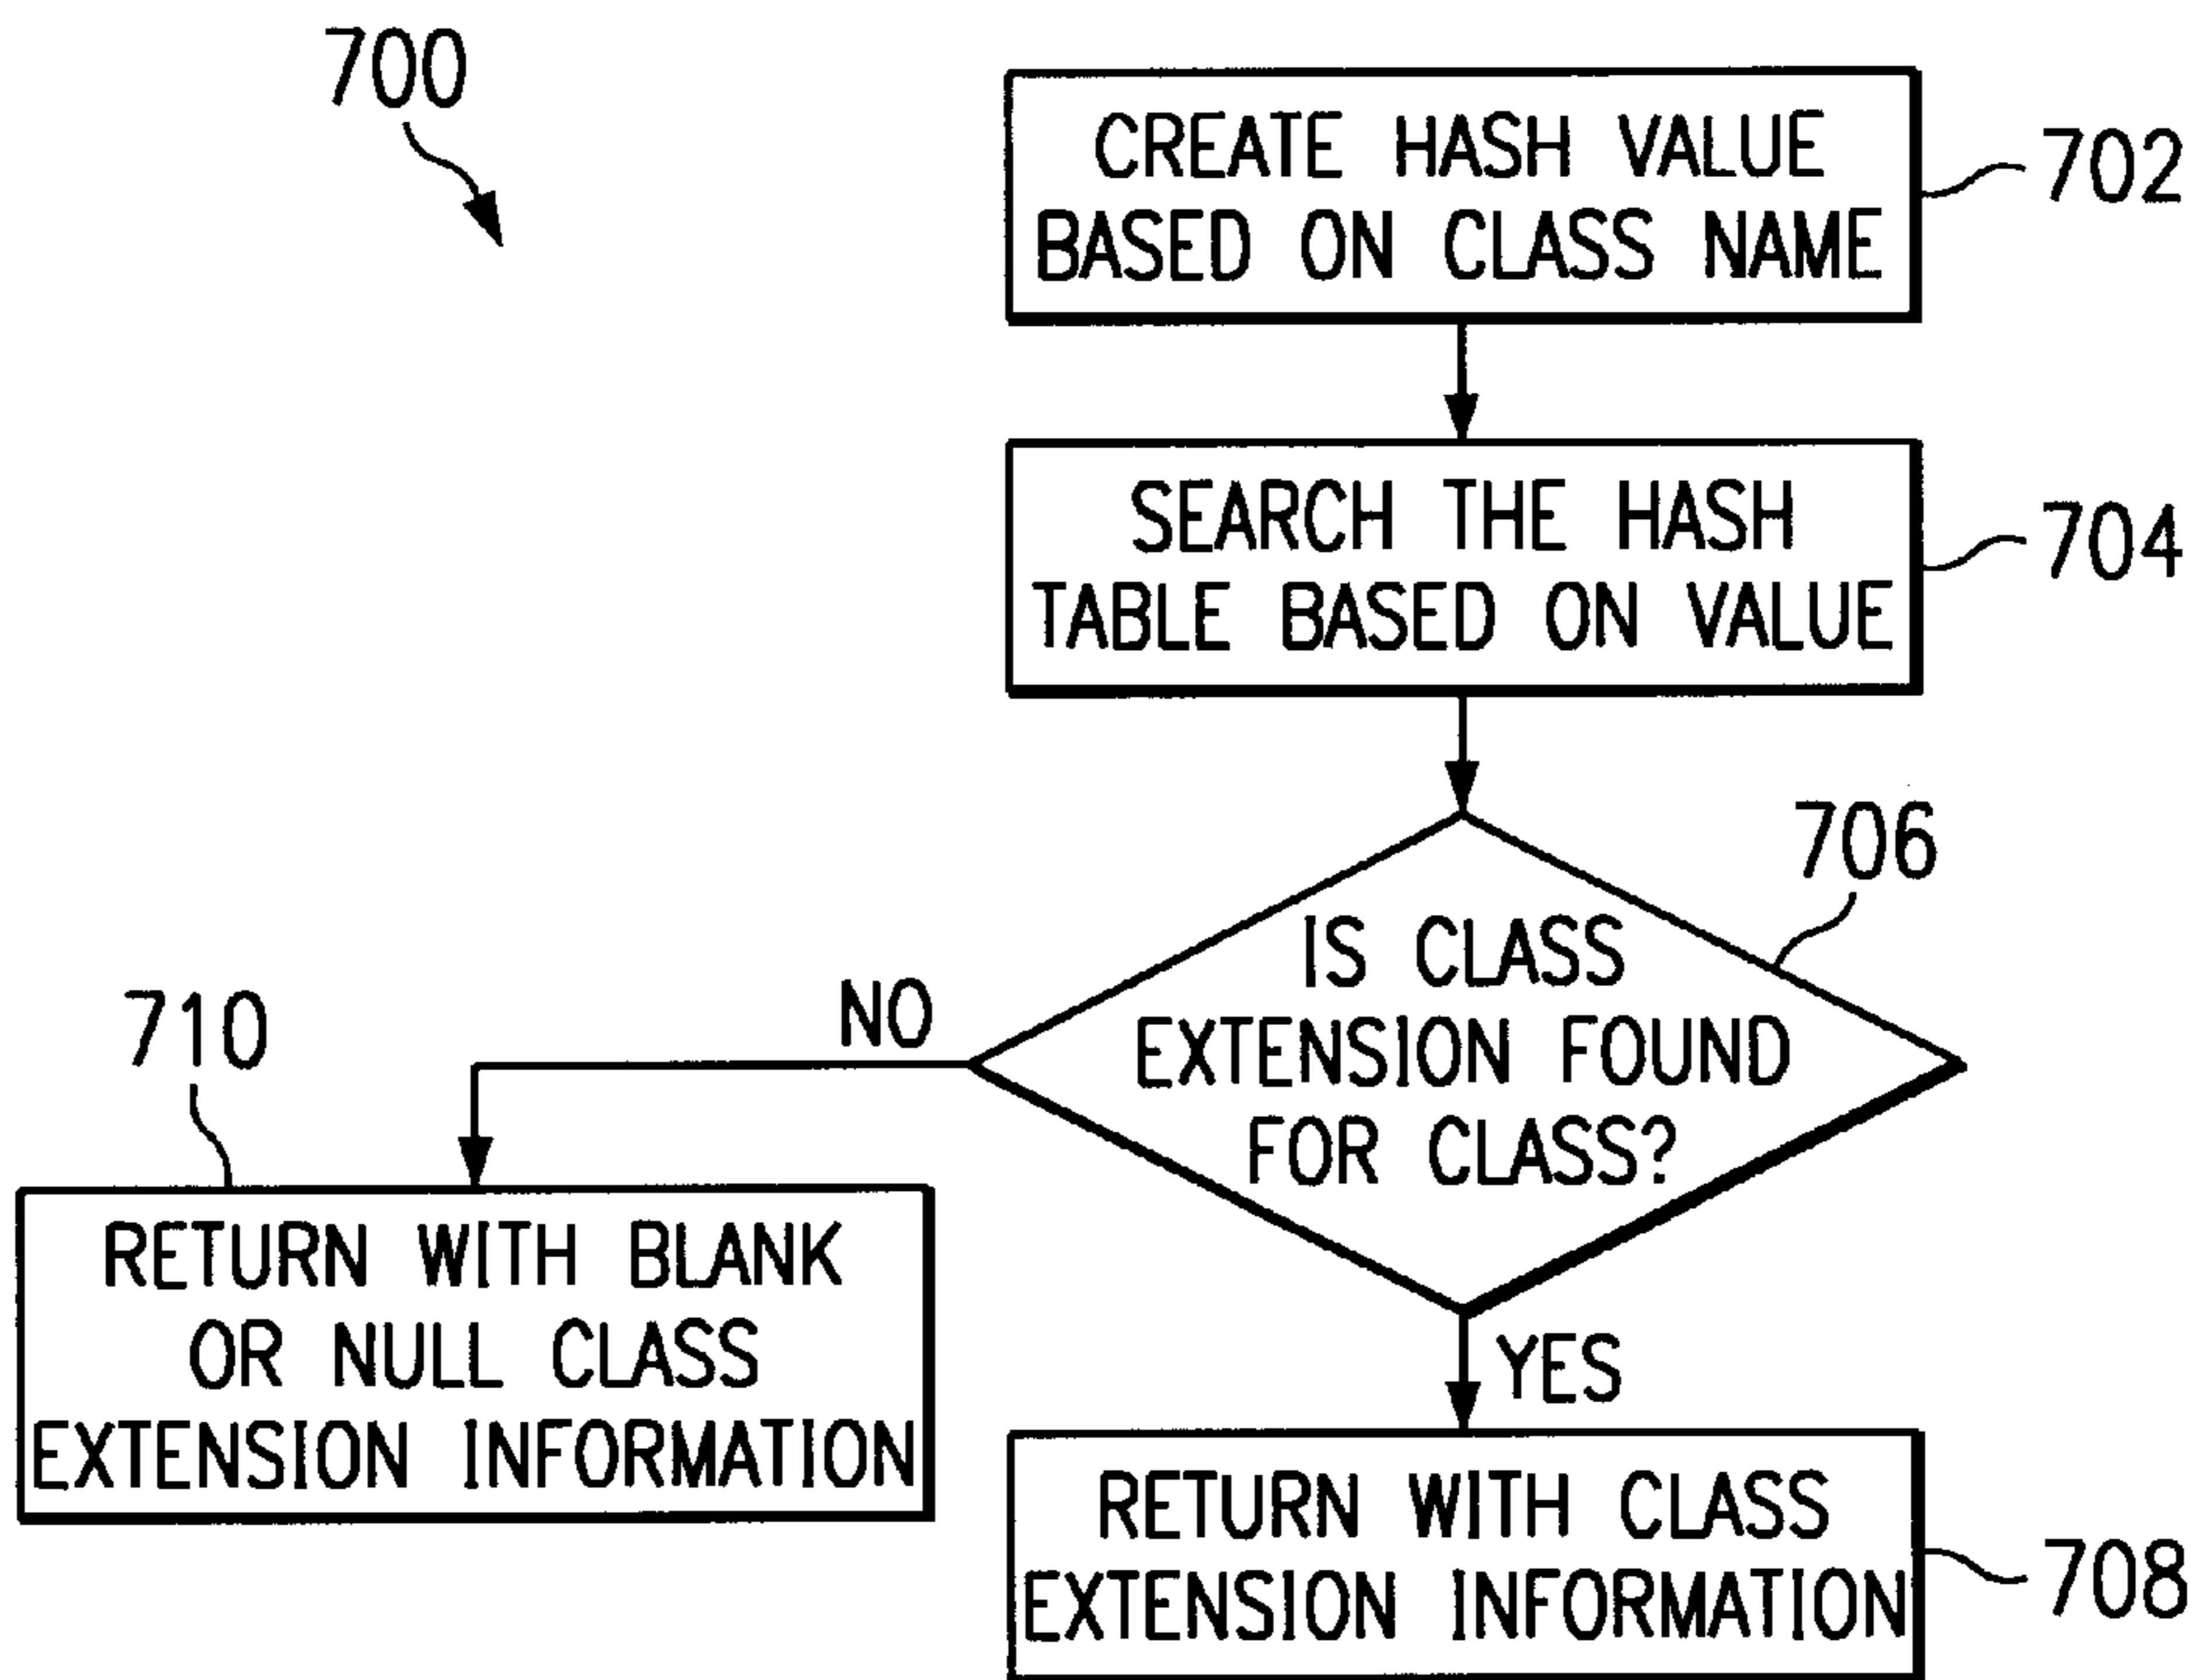 700
CREATE HASH VALUE
BASED ON CLASS NAME
702
SEARCH THE HASH
TABLE BASED ON VALUE
704
706
IS CLASS
EXTENSION FOUND
FOR CLASS?
NO
710
RETURN WITH BLANK
OR NULL CLASS
EXTENSION INFORMATION
YES
RETURN WITH CLASS
EXTENSION INFORMATION
708